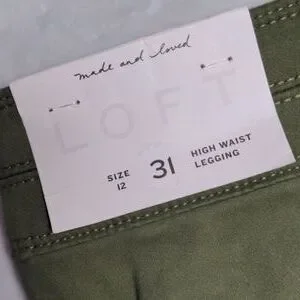 made and loved
LOFT
SIZE
12
31
HIGH WAIST
LEGGING